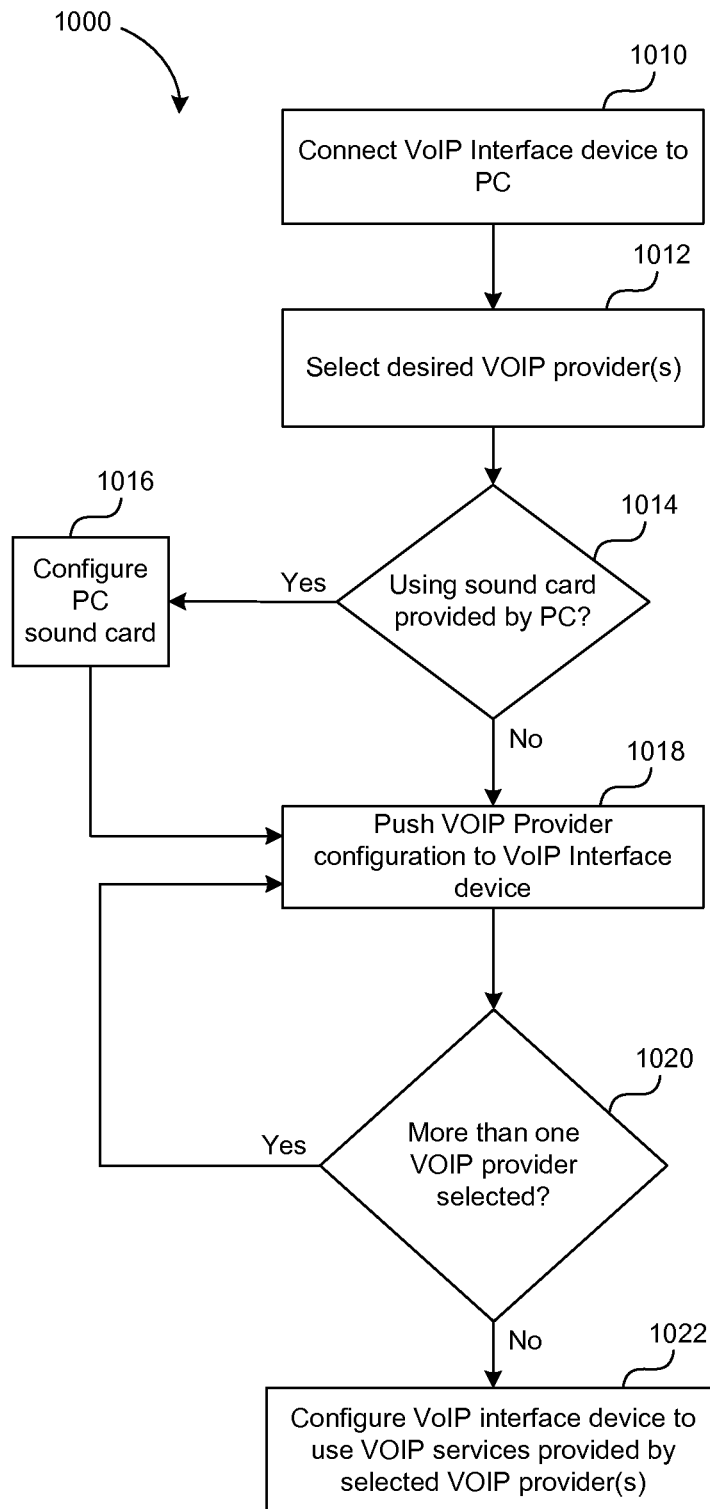 1000
1010
Connect VoIP Interface device to
PC
1012
Select desired VOIP provider(s)
1014
Using sound card
provided by PC?
Yes
1016
Configure
PC
sound card
No
1018
Push VOIP Provider
configuration to VoIP Interface
device
1020
More than one
VOIP provider
selected?
Yes
No
1022
Configure VoIP interface device to
use VOIP services provided by
selected VOIP provider(s)